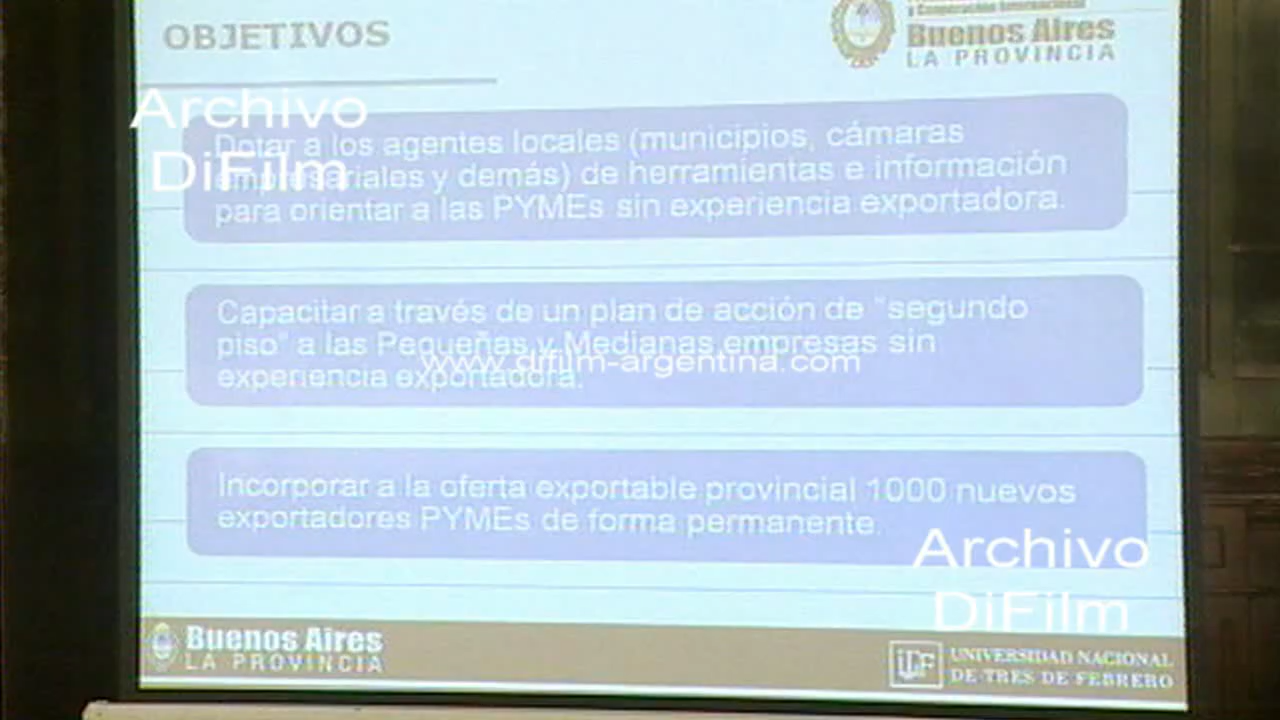 OBJETIVOS
y Cooperación Internacional
Buenos Aires
LA PROVINCIA
Archivo
DiFilm
Dotar a los agentes locales (municipios, cámaras
empresariales y demás) de herramientas e información
para orientar a las PYMEs sin experiencia exportadora.
Capacitar a través de un plan de acción de "segundo
piso" a las Pequeñas y Medianas empresas sin
experiencia exportadora.
www.difilm-argentina.com
Incorporar a la oferta exportable provincial 1000 nuevos
exportadores PYMEs de forma permanente.
Archivo
DiFilm
Buenos Aires
LA PROVINCIA
UNIVERSIDAD NACIONAL
DE TRES DE FEBRERO